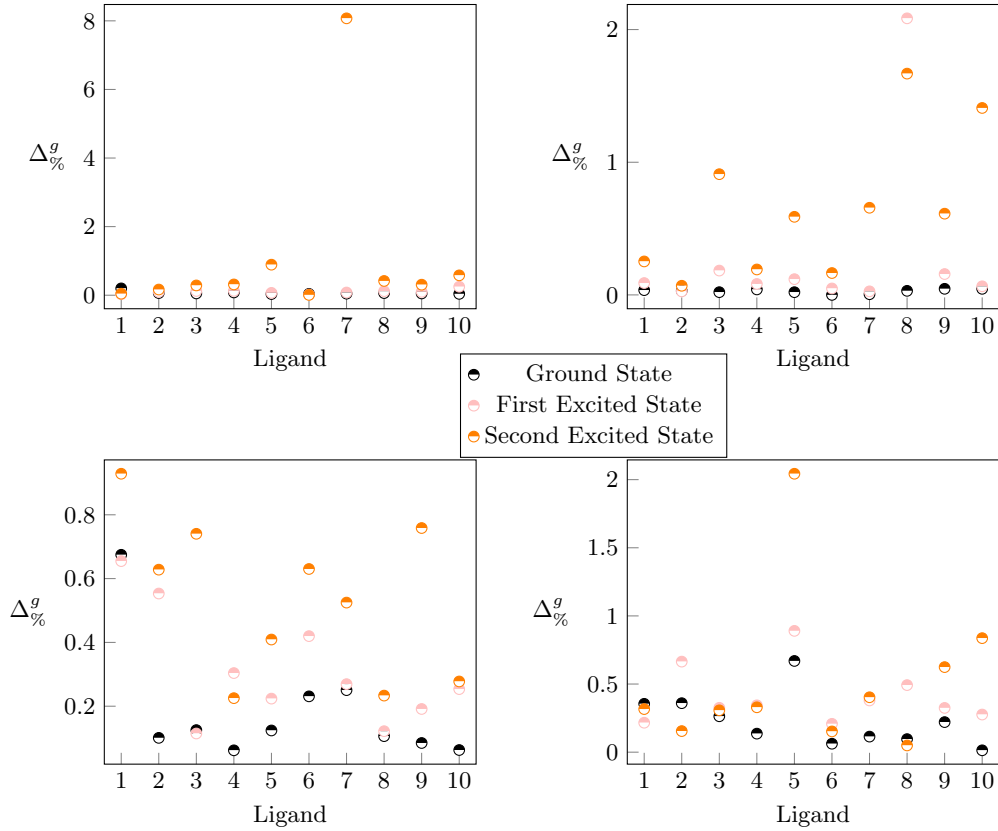 8
6
4
2
0
Δ^g_%
1 2 3 4 5 6 7 8 9 10
Ligand
2
1
0
Δ^g_%
1 2 3 4 5 6 7 8 9 10
Ligand
Ground State
First Excited State
Second Excited State
0.8
0.6
0.4
0.2
Δ^g_%
1 2 3 4 5 6 7 8 9 10
Ligand
2
1.5
1
0.5
0
Δ^g_%
1 2 3 4 5 6 7 8 9 10
Ligand